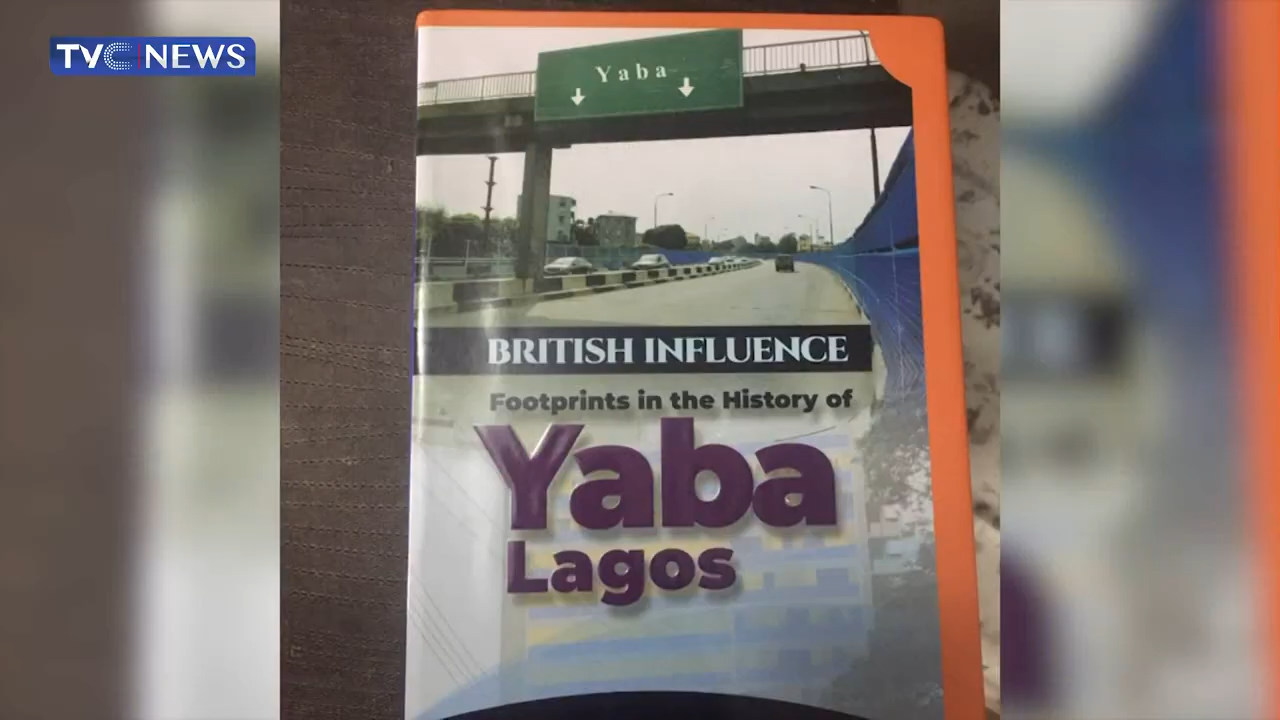 TVC NEWS
Yaba
BRITISH INFLUENCE
Footprints in the History of
Yaba
Lagos